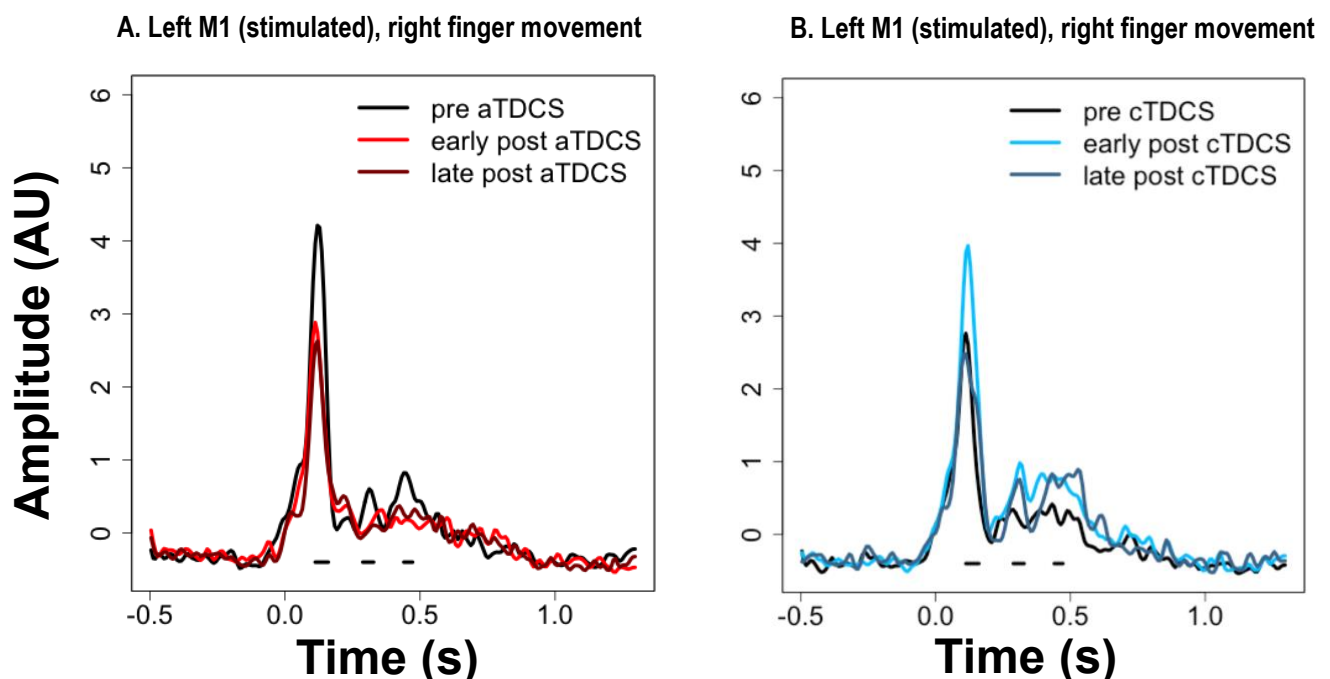 A. Left M1 (stimulated), right finger movement
Amplitude (AU)
6
5
4
3
2
1
0
pre aTDCS
early post aTDCS
late post aTDCS
-0.5 0.0 0.5 1.0
Time (s)
B. Left M1 (stimulated), right finger movement
6
5
4
3
2
1
0
pre cTDCS
early post cTDCS
late post cTDCS
-0.5 0.0 0.5 1.0
Time (s)